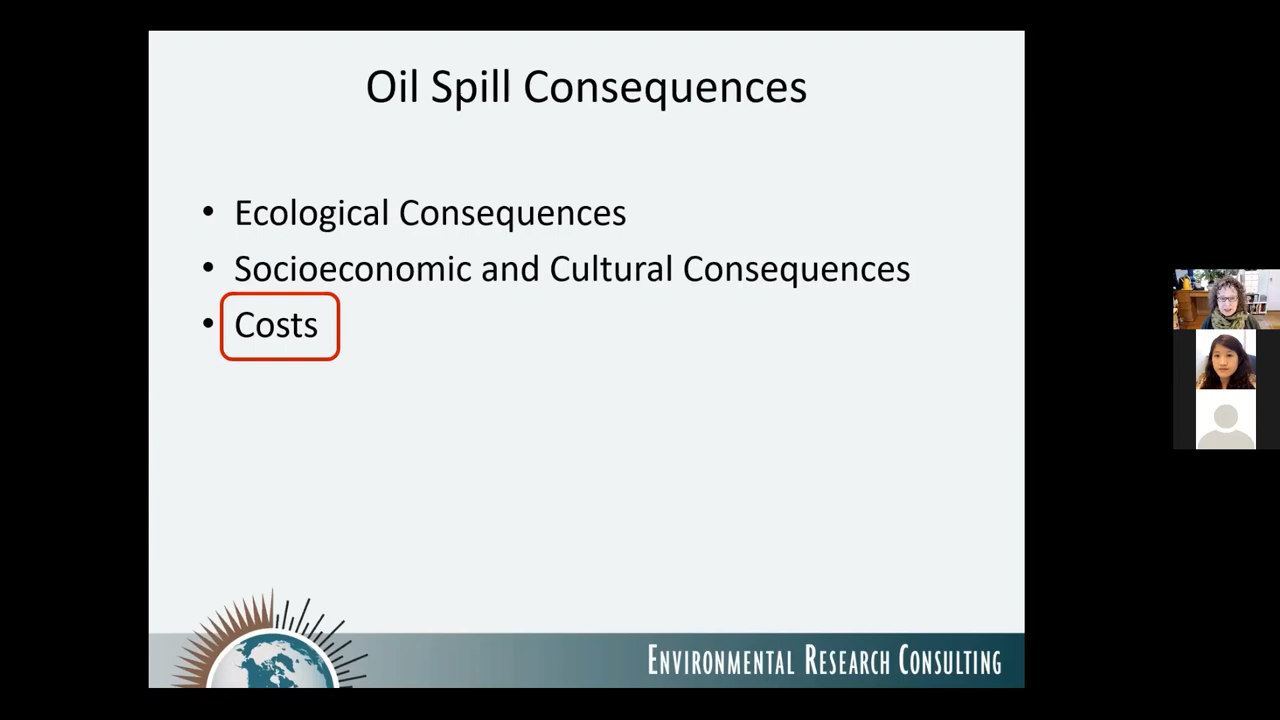 Oil Spill Consequences
• Ecological Consequences
• Socioeconomic and Cultural Consequences
• Costs
ENVIRONMENTAL RESEARCH CONSULTING